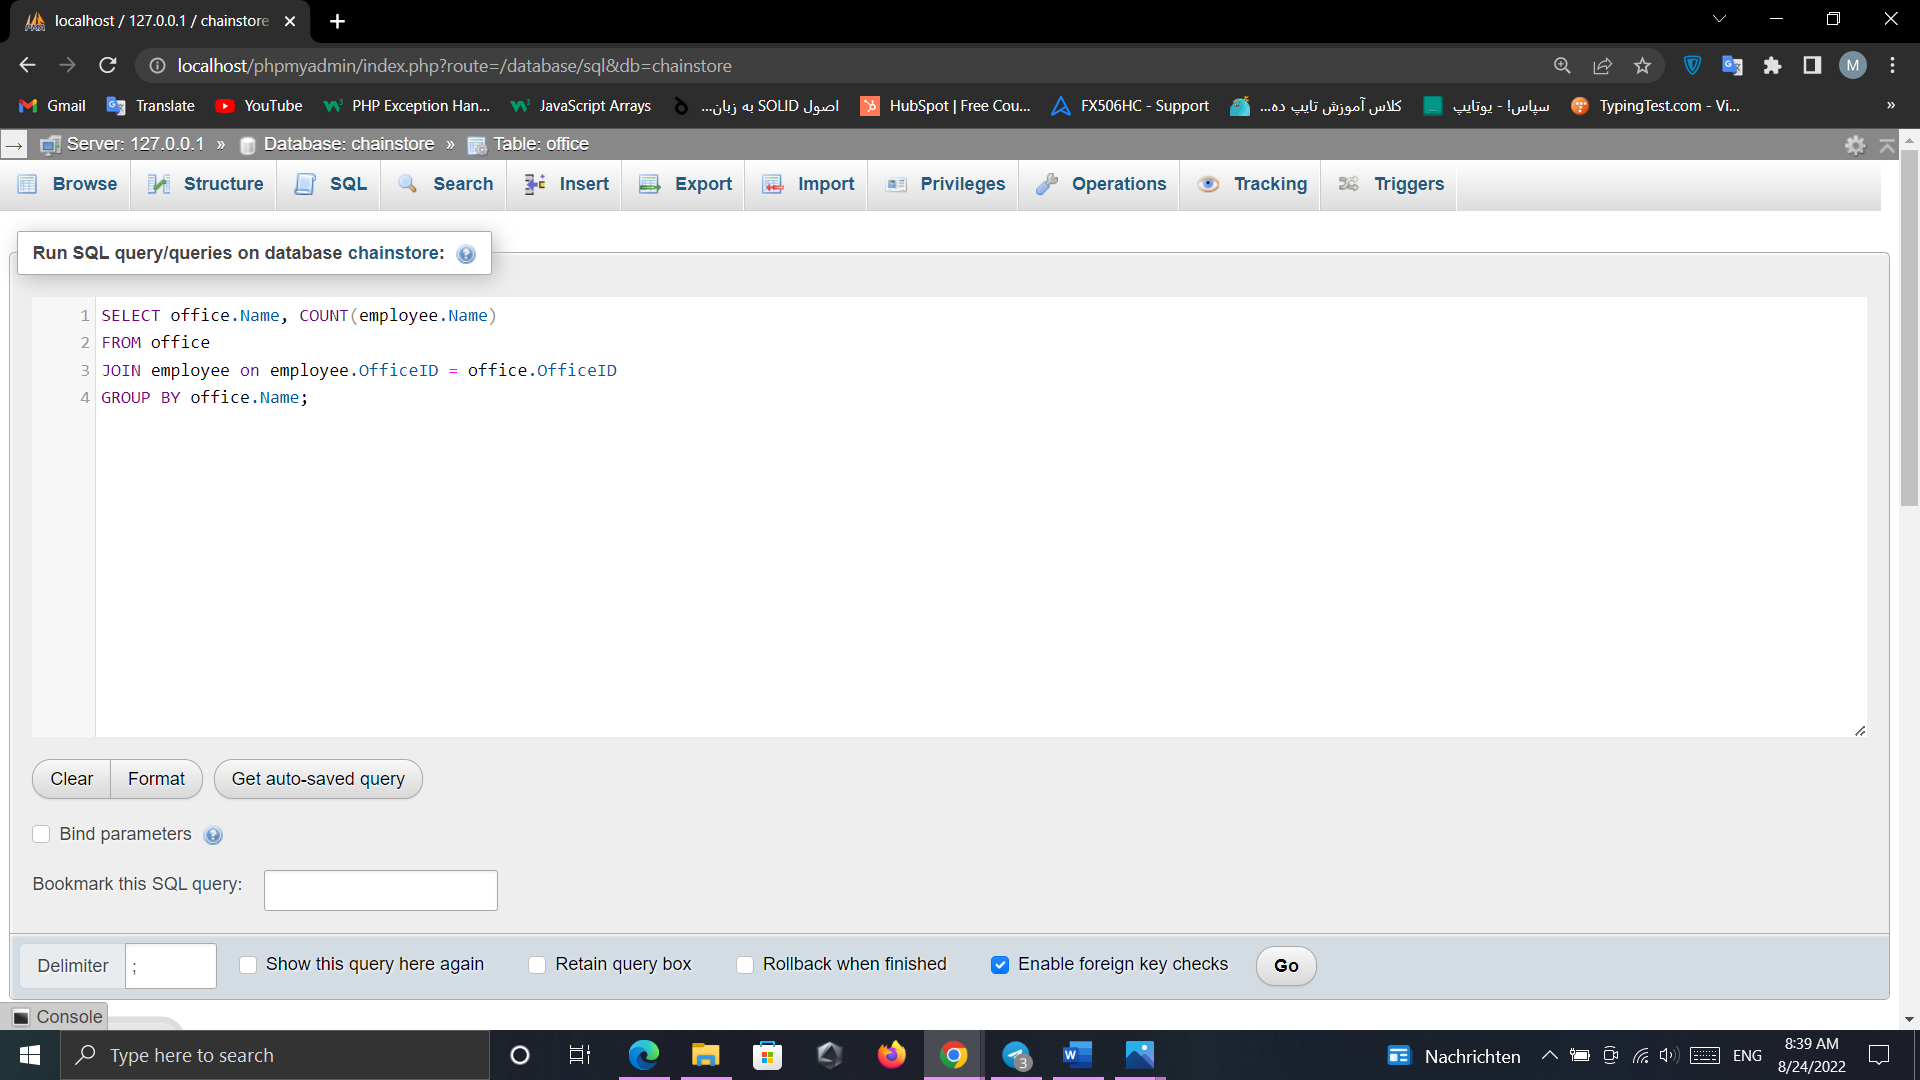 localhost / 127.0.0.1 / chainstore
localhost/phpmyadmin/index.php?route=/database/sql&db=chainstore
M
Gmail
Translate
YouTube
PHP Exception Han...
JavaScript Arrays
اصول SOLID به زبان...
HubSpot | Free Cou...
FX506HC - Support
کلاس آموزش تایپ ده...
سپاس! - یوتایپ
TypingTest.com - Vi...
»
Server: 127.0.0.1 » Database: chainstore » Table: office
Browse
Structure
SQL
Search
Insert
Export
Import
Privileges
Operations
Tracking
Triggers
Run SQL query/queries on database chainstore:
1 SELECT office.Name, COUNT(employee.Name)
2 FROM office
3 JOIN employee on employee.OfficeID = office.OfficeID
4 GROUP BY office.Name;
Clear
Format
Get auto-saved query
Bind parameters
Bookmark this SQL query:
Delimiter ;
Show this query here again
Retain query box
Rollback when finished
Enable foreign key checks
Go
Console
Type here to search
3
W
Nachrichten
ENG
8:39 AM
8/24/2022